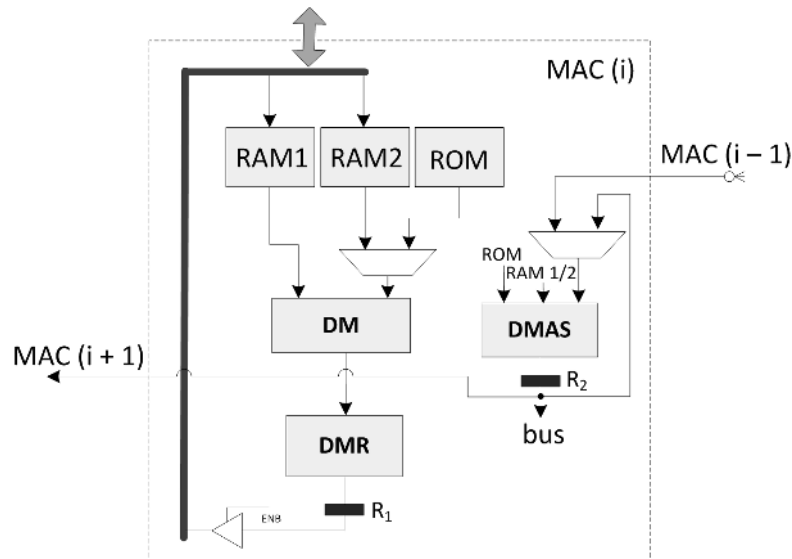 MAC (i)
RAM1
RAM2
ROM
MAC (i – 1)
ROM
RAM 1/2
DM
DMAS
MAC (i + 1)
R2
bus
DMR
ENB
R1